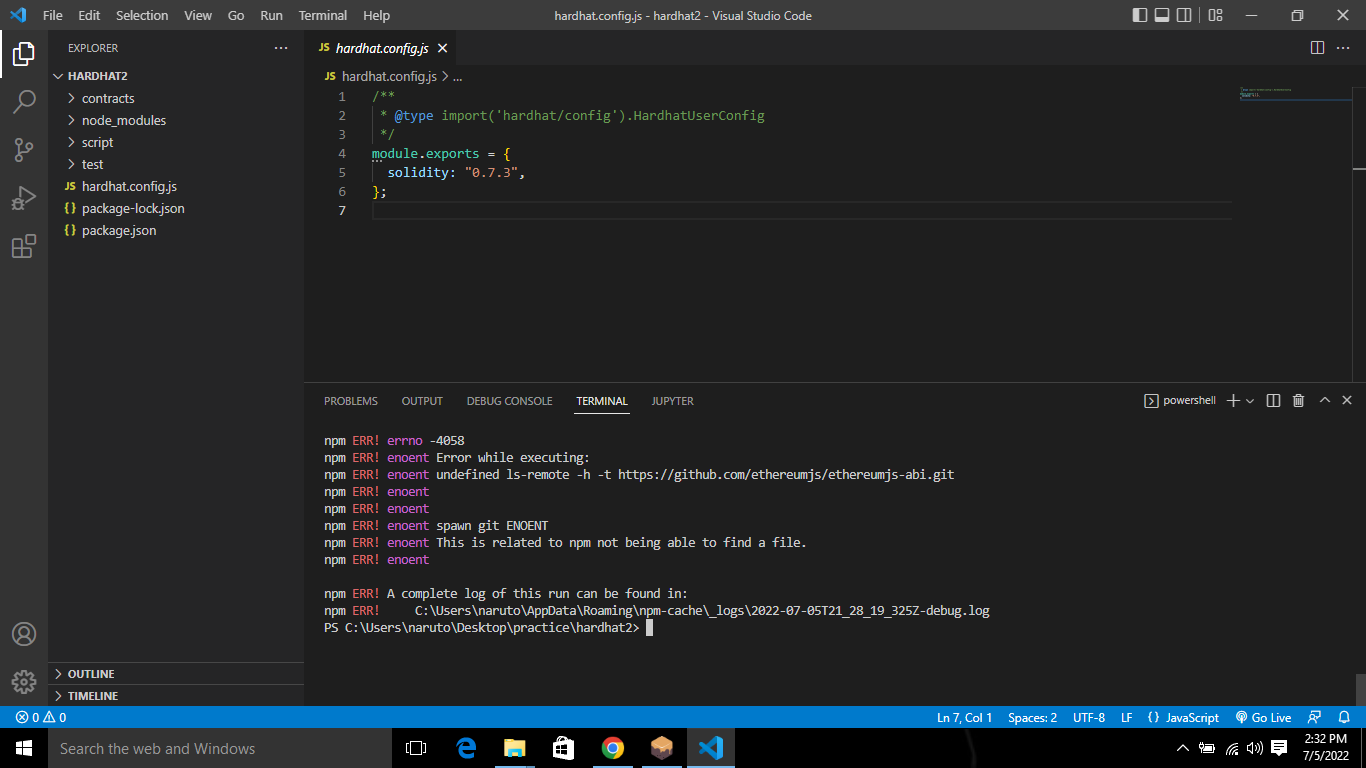 File Edit Selection View Go Run Terminal Help
hardhat.config.js - hardhat2 - Visual Studio Code
EXPLORER
HARDHAT2
contracts
node_modules
script
test
JS hardhat.config.js
{} package-lock.json
{} package.json
OUTLINE
TIMELINE
JS hardhat.config.js
JS hardhat.config.js > ...
1 /**
2 * @type import('hardhat/config').HardhatUserConfig
3 */
4 module.exports = {
5 solidity: "0.7.3",
6 };
7
PROBLEMS OUTPUT DEBUG CONSOLE TERMINAL JUPYTER
powershell
npm ERR! errno -4058
npm ERR! enoent Error while executing:
npm ERR! enoent undefined ls-remote -h -t https://github.com/ethereumjs/ethereumjs-abi.git
npm ERR! enoent
npm ERR! enoent
npm ERR! enoent spawn git ENOENT
npm ERR! enoent This is related to npm not being able to find a file.
npm ERR! enoent
npm ERR! A complete log of this run can be found in:
npm ERR! C:\Users\naruto\AppData\Roaming\npm-cache\_logs\2022-07-05T21_28_19_325Z-debug.log
PS C:\Users\naruto\Desktop\practice\hardhat2>
0 0
Ln 7, Col 1 Spaces: 2 UTF-8 LF {} JavaScript Go Live
Search the web and Windows
2:32 PM
7/5/2022